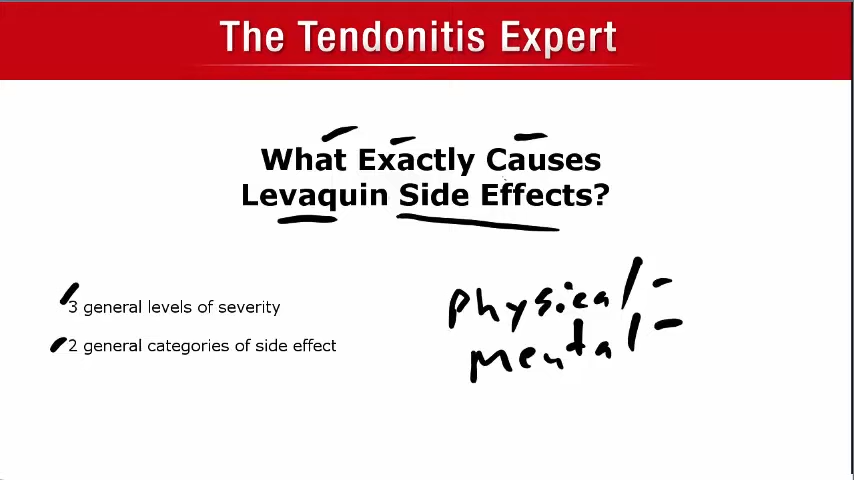 The Tendonitis Expert
What Exactly Causes
Levaquin Side Effects?
3 general levels of severity
2 general categories of side effect
physical -
mental -